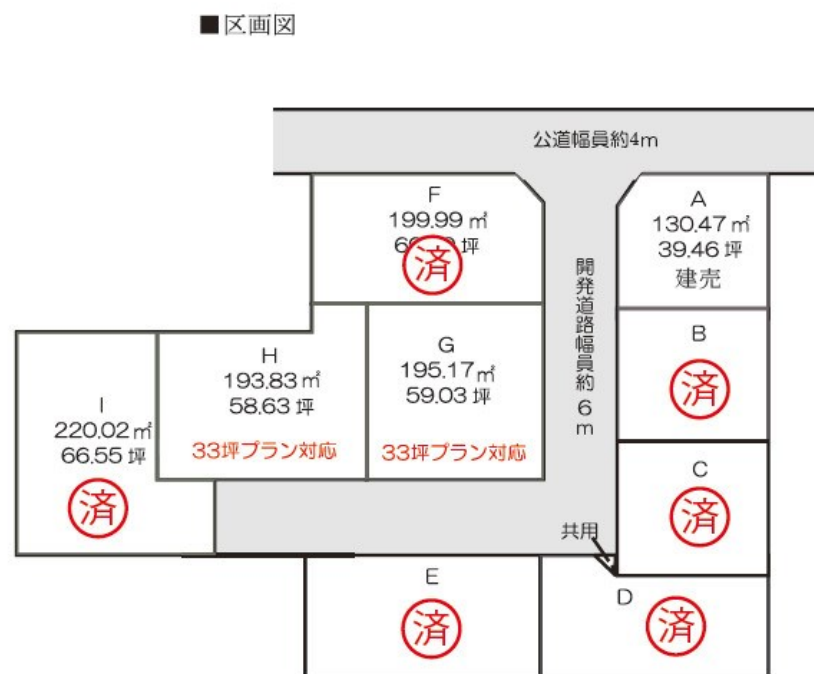 ■区画図
公道幅員約4m
F
199.99㎡
坪
済
A
130.47㎡
39.46坪
建売
開発道路幅員約6m
B
済
H
193.83㎡
58.63坪
33坪プラン対応
G
195.17㎡
59.03坪
33坪プラン対応
I
220.02㎡
66.55坪
済
C
済
共用
E
済
D
済